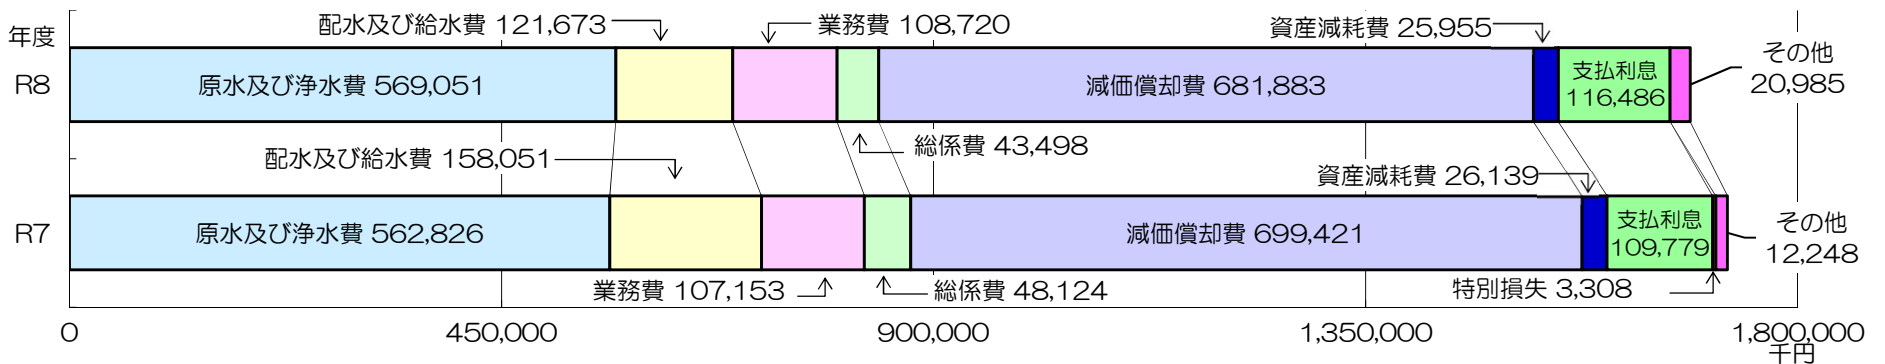 配水及び給水費 121,673
業務費 108,720
資産減耗費 25,955
その他
20,985
年度
R8
原水及び浄水費 569,051
減価償却費 681,883
支払利息
116,486
総係費 43,498
配水及び給水費 158,051
資産減耗費 26,139
R7
原水及び浄水費 562,826
減価償却費 699,421
支払利息
109,779
その他
12,248
業務費 107,153
総係費 48,124
特別損失 3,308
0
450,000
900,000
1,350,000
1,800,000
千円